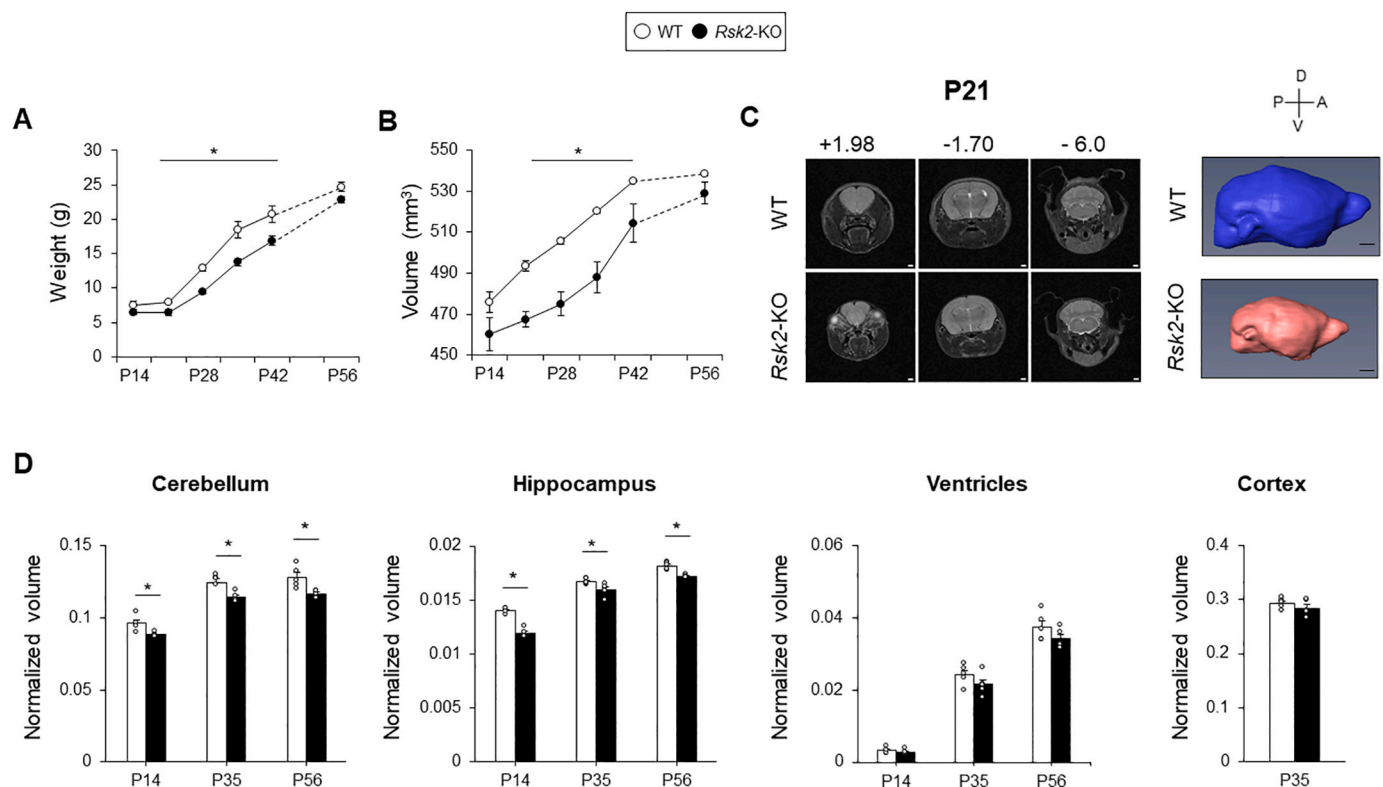 WT Rsk2-KO
A
Weight (g)
30
25
20
15
10
5
0
P14 P28 P42 P56
*
B
Volume (mm³)
550
530
510
490
470
450
P14 P28 P42 P56
*
C
P21
+1.98 -1.70 - 6.0
WT
Rsk2-KO
D
P A
V
WT
Rsk2-KO
D
Cerebellum
Normalized volume
0.15
0.1
0.05
0
* * *
P14 P35 P56
Hippocampus
Normalized volume
0.02
0.015
0.01
0.005
0
* * *
P14 P35 P56
Ventricles
Normalized volume
0.06
0.04
0.02
0
P14 P35 P56
Cortex
Normalized volume
0.4
0.3
0.2
0.1
0
P35